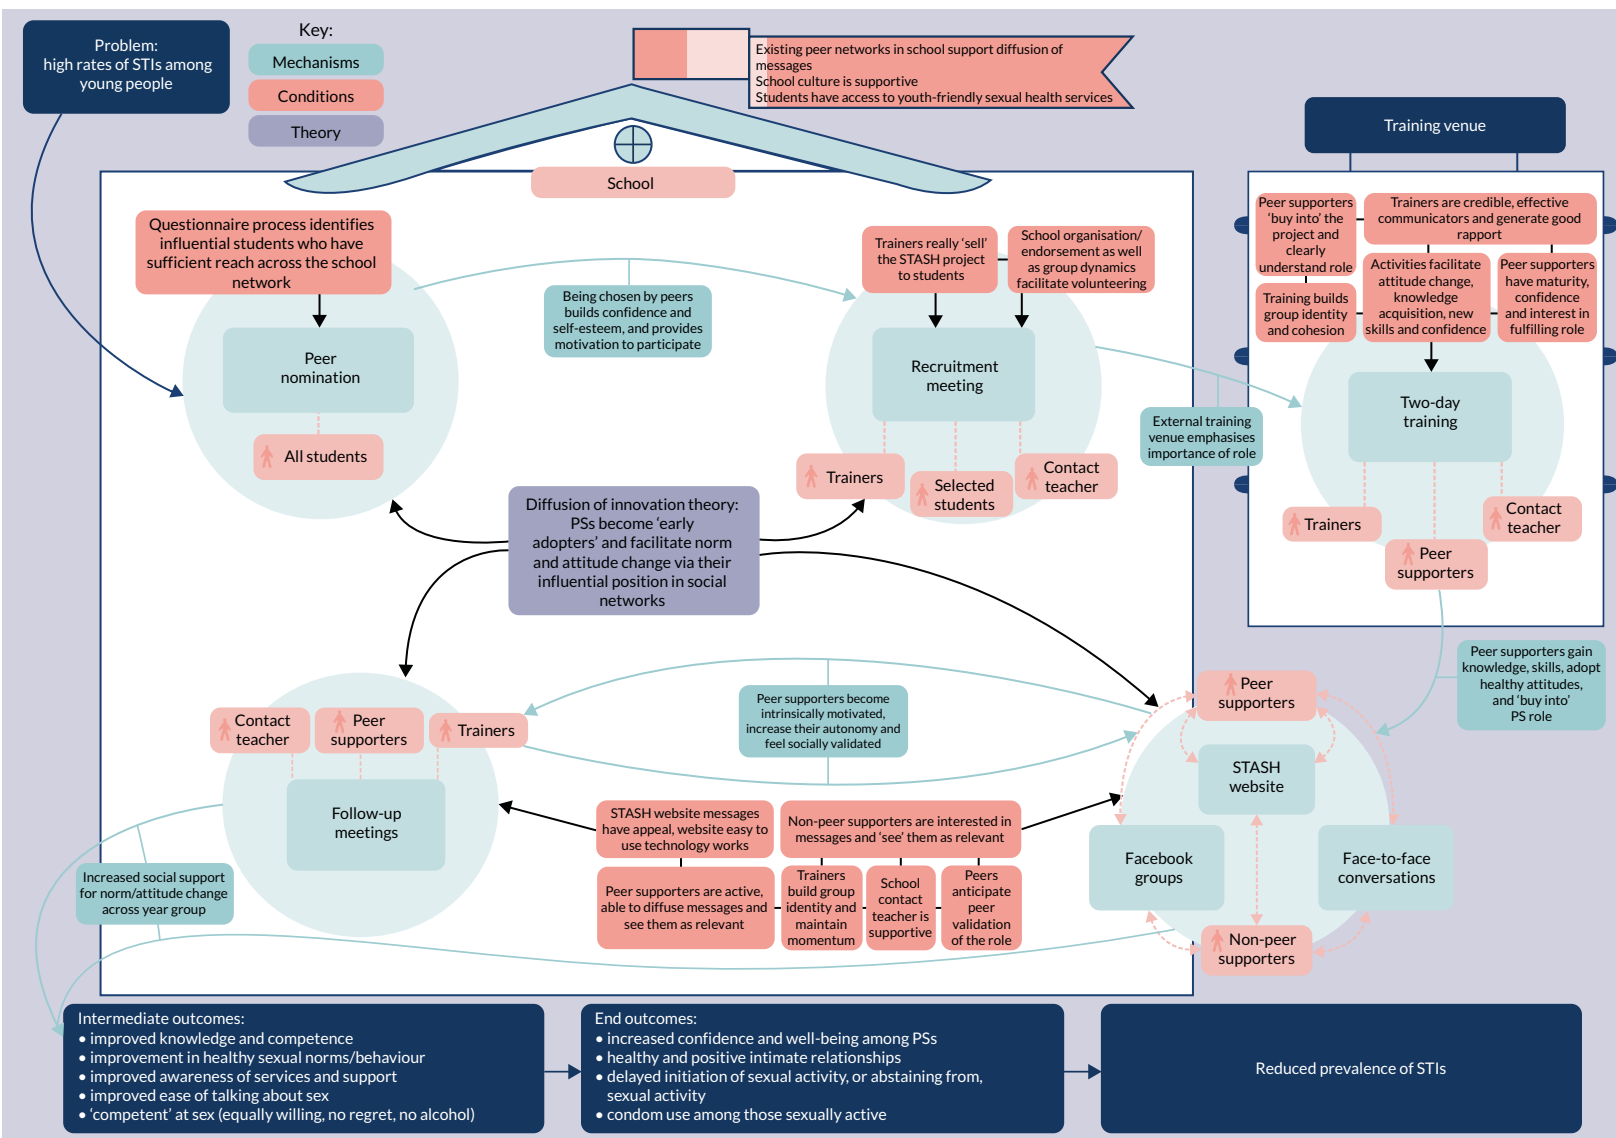 Problem:
high rates of STIs among
young people
Key:
Mechanisms
Conditions
Theory
Existing peer networks in school support diffusion of
messages
School culture is supportive
Students have access to youth-friendly sexual health services
Training venue
School
Questionnaire process identifies
influential students who have
sufficient reach across the school
network
Peer
nomination
All students
Being chosen by peers
builds confidence and
self-esteem, and provides
motivation to participate
Trainers really ‘sell’
the STASH project
to students
School organisation/
endorsement as well
as group dynamics
facilitate volunteering
Recruitment
meeting
Trainers
Selected
students
Contact
teacher
External training
venue emphasises
importance of role
Peer supporters
‘buy into’ the
project and
clearly
understand role
Trainers are credible, effective
communicators and generate good
rapport
Training builds
group identity
and cohesion
Activities facilitate
attitude change,
knowledge
acquisition, new
skills and confidence
Peer supporters
have maturity,
confidence
and interest in
fulfilling role
Two-day
training
Trainers
Peer
supporters
Contact
teacher
Diffusion of innovation theory:
PSs become ‘early
adopters’ and facilitate norm
and attitude change via their
influential position in social
networks
Peer supporters gain
knowledge, skills, adopt
healthy attitudes,
and ‘buy into’
PS role
Contact
teacher
Peer
supporters
Trainers
Follow-up
meetings
Peer supporters become
intrinsically motivated,
increase their autonomy and
feel socially validated
Peer
supporters
STASH
website
Facebook
groups
Face-to-face
conversations
Non-peer
supporters
STASH website messages
have appeal, website easy to
use technology works
Non-peer supporters are interested in
messages and ‘see’ them as relevant
Peer supporters are active,
able to diffuse messages and
see them as relevant
Trainers
build group
identity and
maintain
momentum
School
contact
teacher is
supportive
Peers
anticipate
peer
validation
of the role
Increased social support
for norm/attitude change
across year group
Intermediate outcomes:
• improved knowledge and competence
• improvement in healthy sexual norms/behaviour
• improved awareness of services and support
• improved ease of talking about sex
• ‘competent’ at sex (equally willing, no regret, no alcohol)
End outcomes:
• increased confidence and well-being among PSs
• healthy and positive intimate relationships
• delayed initiation of sexual activity, or abstaining from,
sexual activity
• condom use among those sexually active
Reduced prevalence of STIs